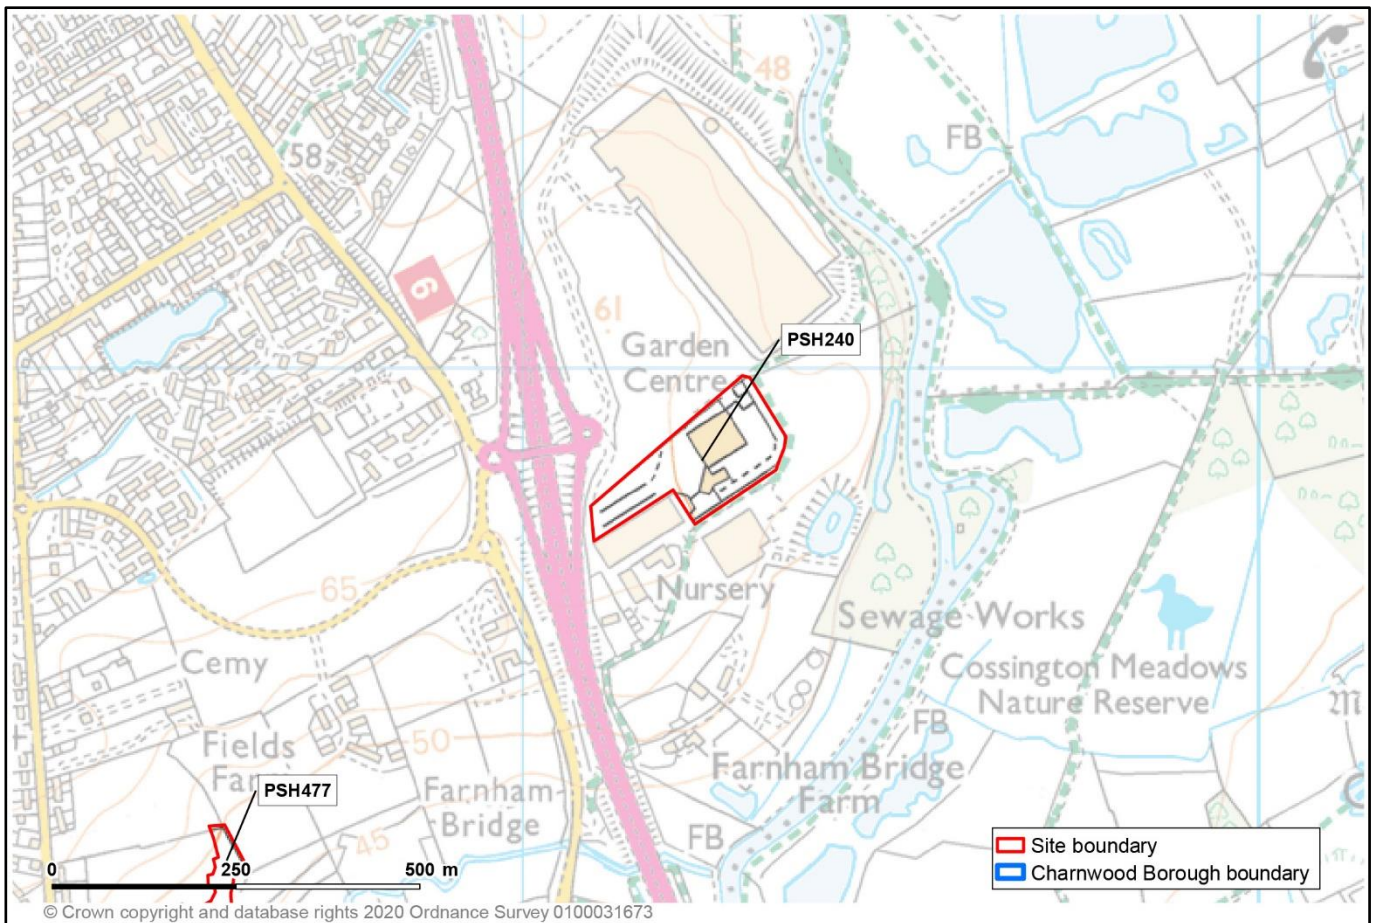 48
FB
58
6
61
Garden
Centre
PSH240
65
Nursery
Sewage Works
Cemy
Cossington Meadows
Nature Reserve
50
FB
Fields
Farm
PSH477
Farnham
Bridge
Farnham Bridge
Farm
45
FB
Site boundary
Charnwood Borough boundary
0 250 500 m
© Crown copyright and database rights 2020 Ordnance Survey 0100031673